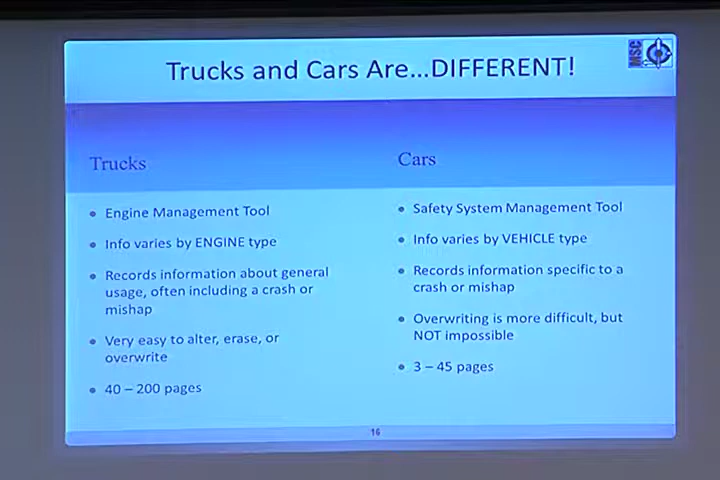 Trucks and Cars Are...DIFFERENT!
MSC
Trucks
• Engine Management Tool
• Info varies by ENGINE type
• Records information about general
usage, often including a crash or
mishap
• Very easy to alter, erase, or
overwrite
• 40 – 200 pages
Cars
• Safety System Management Tool
• Info varies by VEHICLE type
• Records information specific to a
crash or mishap
• Overwriting is more difficult, but
NOT impossible
• 3 – 45 pages
16